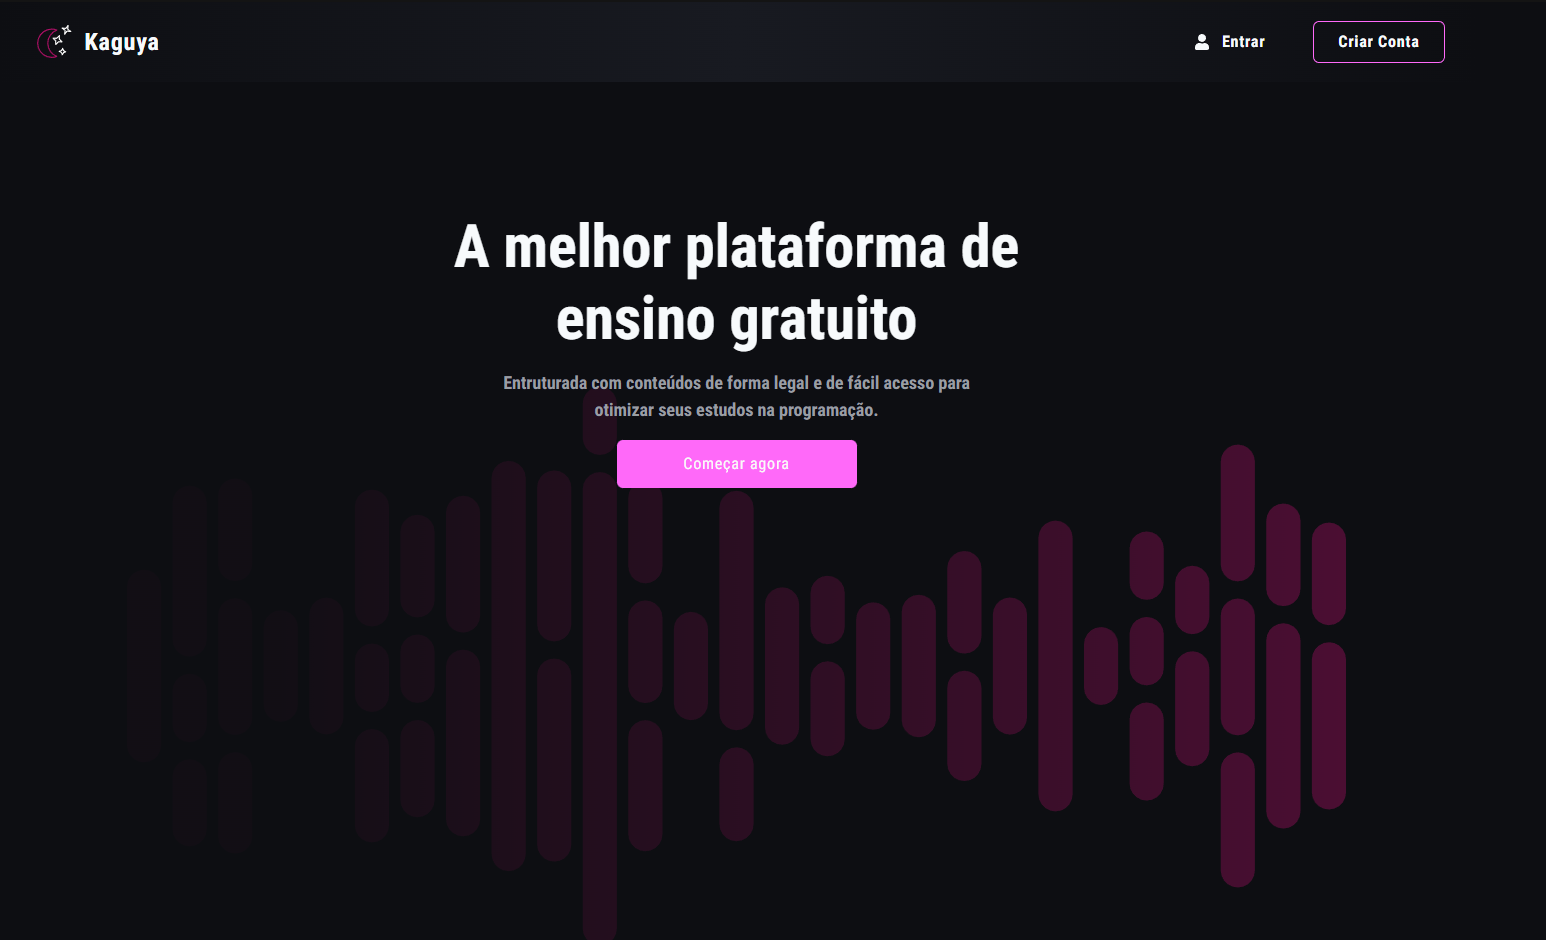 Kaguya
Entrar
Criar Conta
A melhor plataforma de
ensino gratuito
Entruturada com conteúdos de forma legal e de fácil acesso para
otimizar seus estudos na programação.
Começar agora